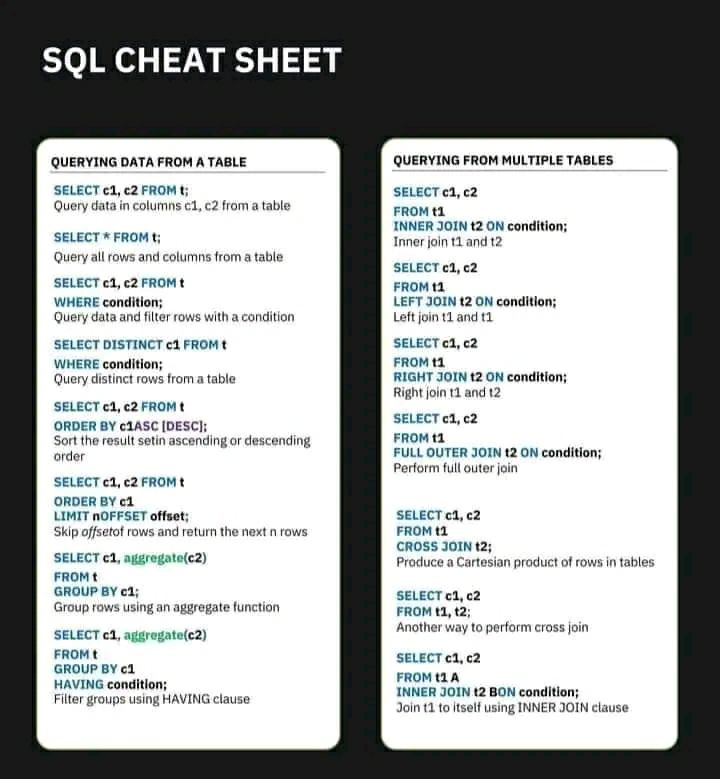 SQL CHEAT SHEET
QUERYING DATA FROM A TABLE
SELECT c1, c2 FROM t;
Query data in columns c1, c2 from a table
SELECT * FROM t;
Query all rows and columns from a table
SELECT c1, c2 FROM t
WHERE condition;
Query data and filter rows with a condition
SELECT DISTINCT c1 FROM t
WHERE condition;
Query distinct rows from a table
SELECT c1, c2 FROM t
ORDER BY c1ASC [DESC];
Sort the result setin ascending or descending
order
SELECT c1, c2 FROM t
ORDER BY c1
LIMIT nOFFSET offset;
Skip offsetof rows and return the next n rows
SELECT c1, aggregate(c2)
FROM t
GROUP BY c1;
Group rows using an aggregate function
SELECT c1, aggregate(c2)
FROM t
GROUP BY c1
HAVING condition;
Filter groups using HAVING clause
QUERYING FROM MULTIPLE TABLES
SELECT c1, c2
FROM t1
INNER JOIN t2 ON condition;
Inner join t1 and t2
SELECT c1, c2
FROM t1
LEFT JOIN t2 ON condition;
Left join t1 and t1
SELECT c1, c2
FROM t1
RIGHT JOIN t2 ON condition;
Right join t1 and t2
SELECT c1, c2
FROM t1
FULL OUTER JOIN t2 ON condition;
Perform full outer join
SELECT c1, c2
FROM t1
CROSS JOIN t2;
Produce a Cartesian product of rows in tables
SELECT c1, c2
FROM t1, t2;
Another way to perform cross join
SELECT c1, c2
FROM t1 A
INNER JOIN t2 BON condition;
Join t1 to itself using INNER JOIN clause